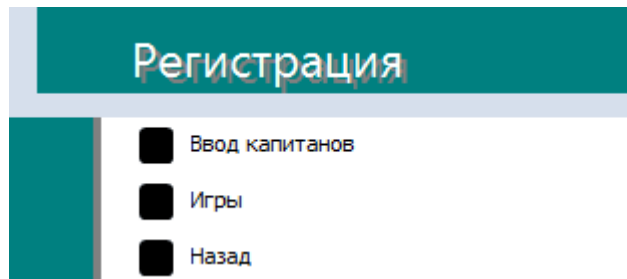 Регистрация
Ввод капитанов
Игры
Назад